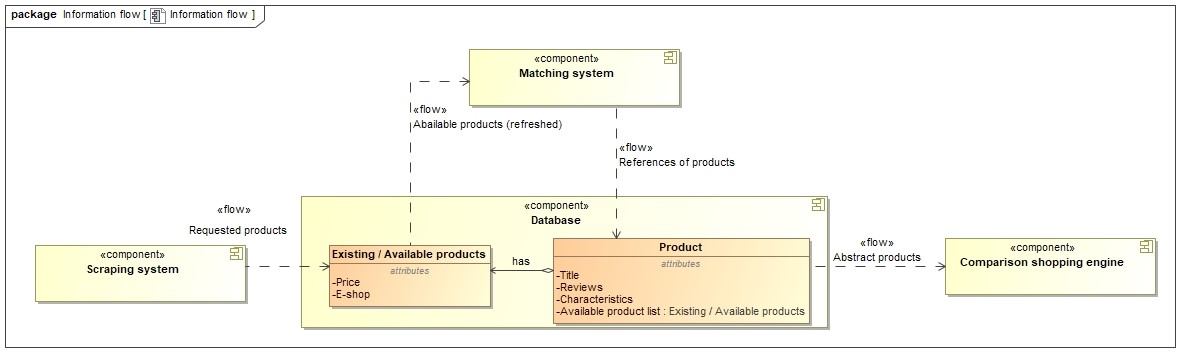 package Information flow [ Information flow ]
«component»
Matching system
«flow»
Abailable products (refreshed)
«flow»
References of products
«component»
Database
«flow»
Requested products
«component»
Scraping system
Existing / Available products
attributes
-Price
-E-shop
has
Product
attributes
-Title
-Reviews
-Characteristics
-Available product list : Existing / Available products
«flow»
Abstract products
«component»
Comparison shopping engine